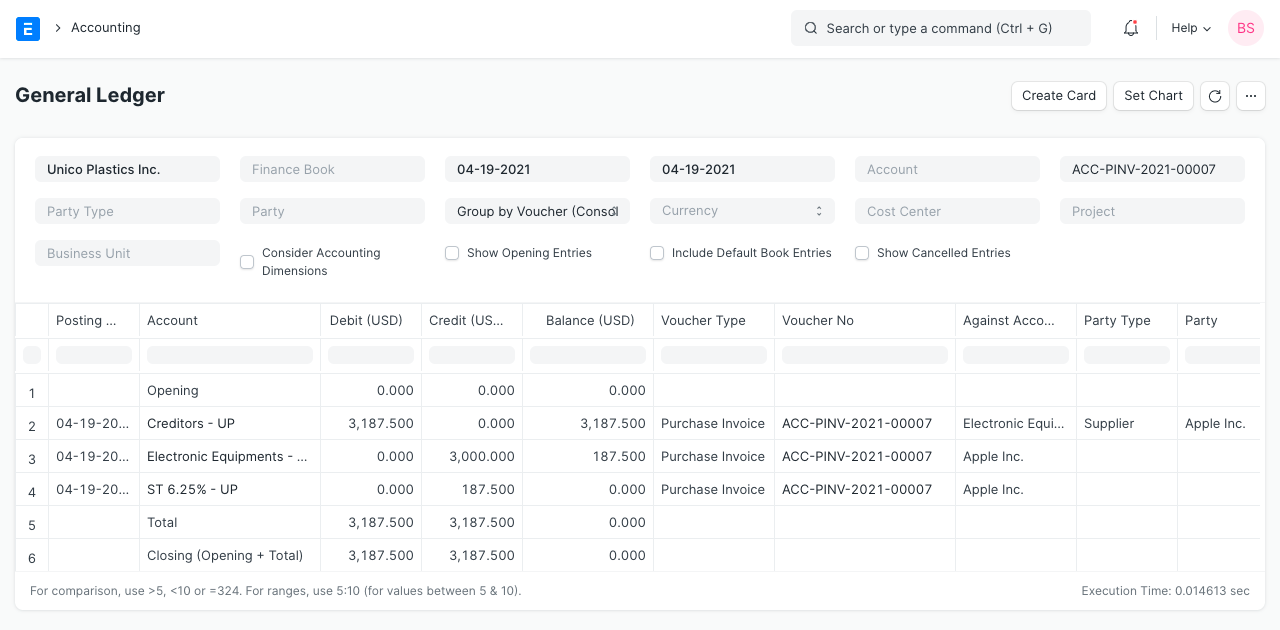 E
Accounting
Search or type a command (Ctrl + G)
Help
BS
General Ledger
Create Card
Set Chart
...
Unico Plastics Inc.
Finance Book
04-19-2021
04-19-2021
Account
ACC-PINV-2021-00007
Party Type
Party
Group by Voucher (Consol
Currency
Cost Center
Project
Business Unit
Consider Accounting
Dimensions
Show Opening Entries
Include Default Book Entries
Show Cancelled Entries
Posting ... Account Debit (USD) Credit (US... Balance (USD) Voucher Type Voucher No Against Acco... Party Type Party
1 Opening 0.000 0.000 0.000
2 04-19-20... Creditors - UP 3,187.500 0.000 3,187.500 Purchase Invoice ACC-PINV-2021-00007 Electronic Equi... Supplier Apple Inc.
3 04-19-20... Electronic Equipments - ... 0.000 3,000.000 187.500 Purchase Invoice ACC-PINV-2021-00007 Apple Inc.
4 04-19-20... ST 6.25% - UP 0.000 187.500 0.000 Purchase Invoice ACC-PINV-2021-00007 Apple Inc.
5 Total 3,187.500 3,187.500 0.000
6 Closing (Opening + Total) 3,187.500 3,187.500 0.000
For comparison, use >5, <10 or =324. For ranges, use 5:10 (for values between 5 & 10).
Execution Time: 0.014613 sec